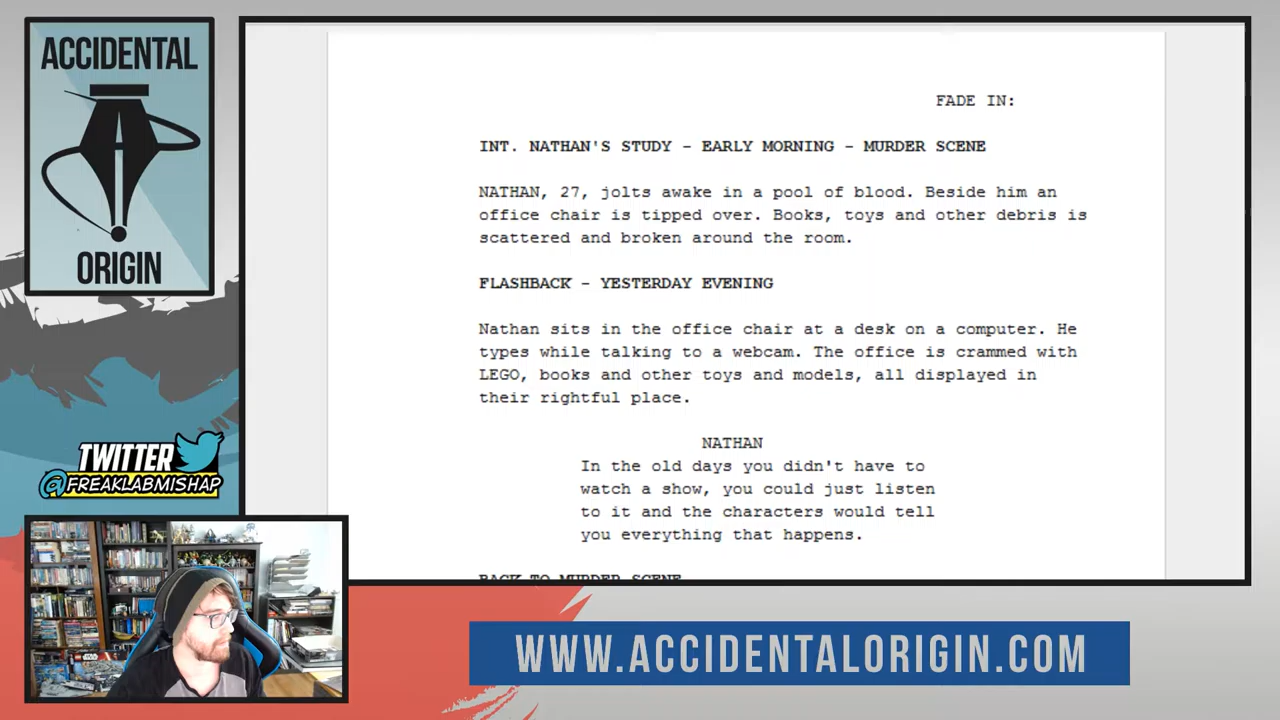 ACCIDENTAL
ORIGIN
FADE IN:
INT. NATHAN'S STUDY - EARLY MORNING - MURDER SCENE
NATHAN, 27, jolts awake in a pool of blood. Beside him an
office chair is tipped over. Books, toys and other debris is
scattered and broken around the room.
FLASHBACK - YESTERDAY EVENING
Nathan sits in the office chair at a desk on a computer. He
types while talking to a webcam. The office is crammed with
LEGO, books and other toys and models, all displayed in
their rightful place.
NATHAN
In the old days you didn't have to
watch a show, you could just listen
to it and the characters would tell
you everything that happens.
BACK TO MURDER SCENE
TWITTER
@FREAKLABMISHAP
WWW.ACCIDENTALORIGIN.COM